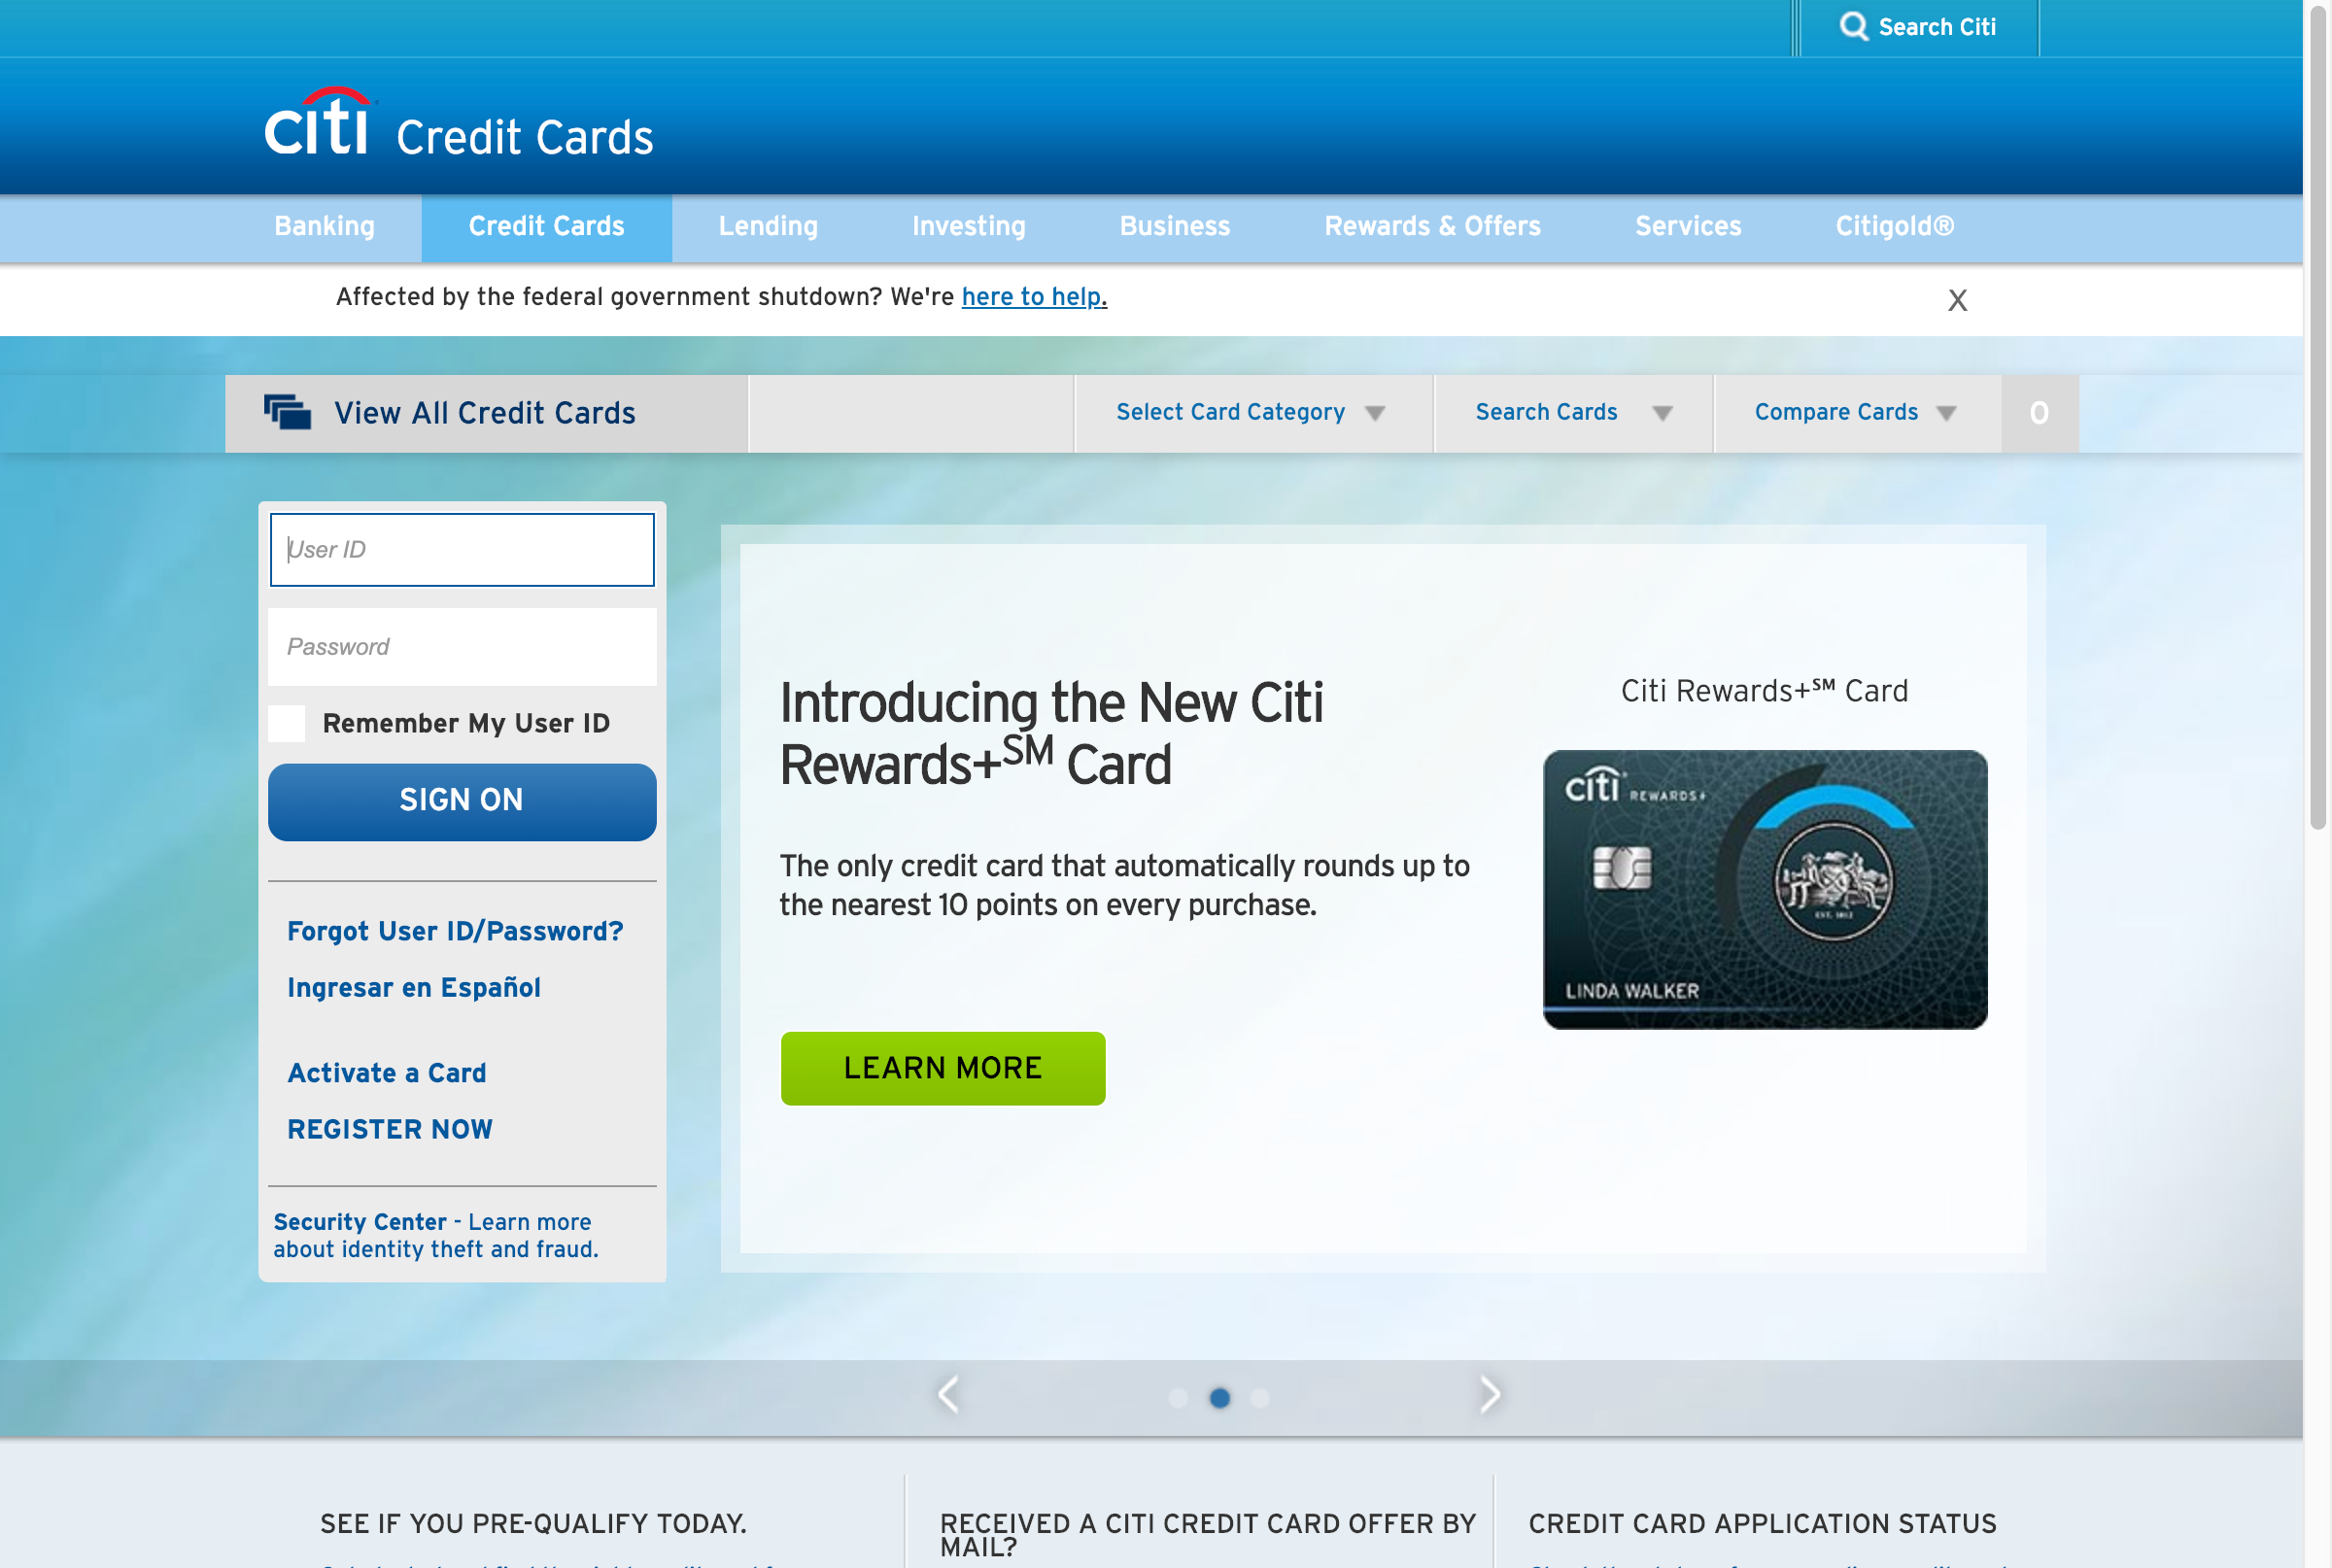 Search Citi
citi Credit Cards
Banking
Credit Cards
Lending
Investing
Business
Rewards & Offers
Services
Citigold®
Affected by the federal government shutdown? We're here to help.
X
View All Credit Cards
Select Card Category
Search Cards
Compare Cards
0
User ID
Password
Remember My User ID
SIGN ON
Forgot User ID/Password?
Ingresar en Español
Activate a Card
REGISTER NOW
Security Center - Learn more
about identity theft and fraud.
Introducing the New Citi
Rewards+℠ Card
The only credit card that automatically rounds up to
the nearest 10 points on every purchase.
LEARN MORE
Citi Rewards+℠ Card
citi REWARDS+
EST. 1812
LINDA WALKER
SEE IF YOU PRE-QUALIFY TODAY.
RECEIVED A CITI CREDIT CARD OFFER BY
MAIL?
CREDIT CARD APPLICATION STATUS